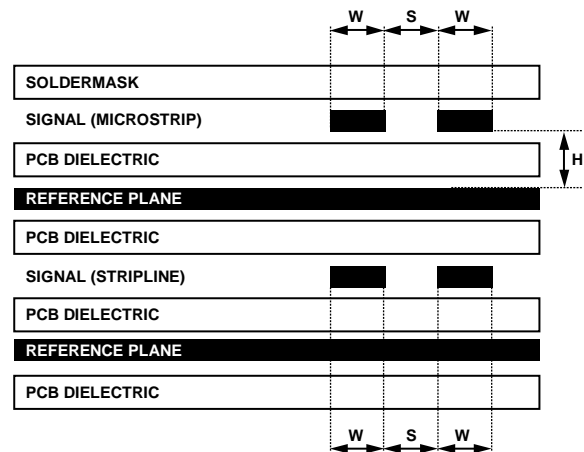 W S W
SOLDERMASK
SIGNAL (MICROSTRIP)
H
PCB DIELECTRIC
REFERENCE PLANE
PCB DIELECTRIC
SIGNAL (STRIPLINE)
PCB DIELECTRIC
REFERENCE PLANE
PCB DIELECTRIC
W S W